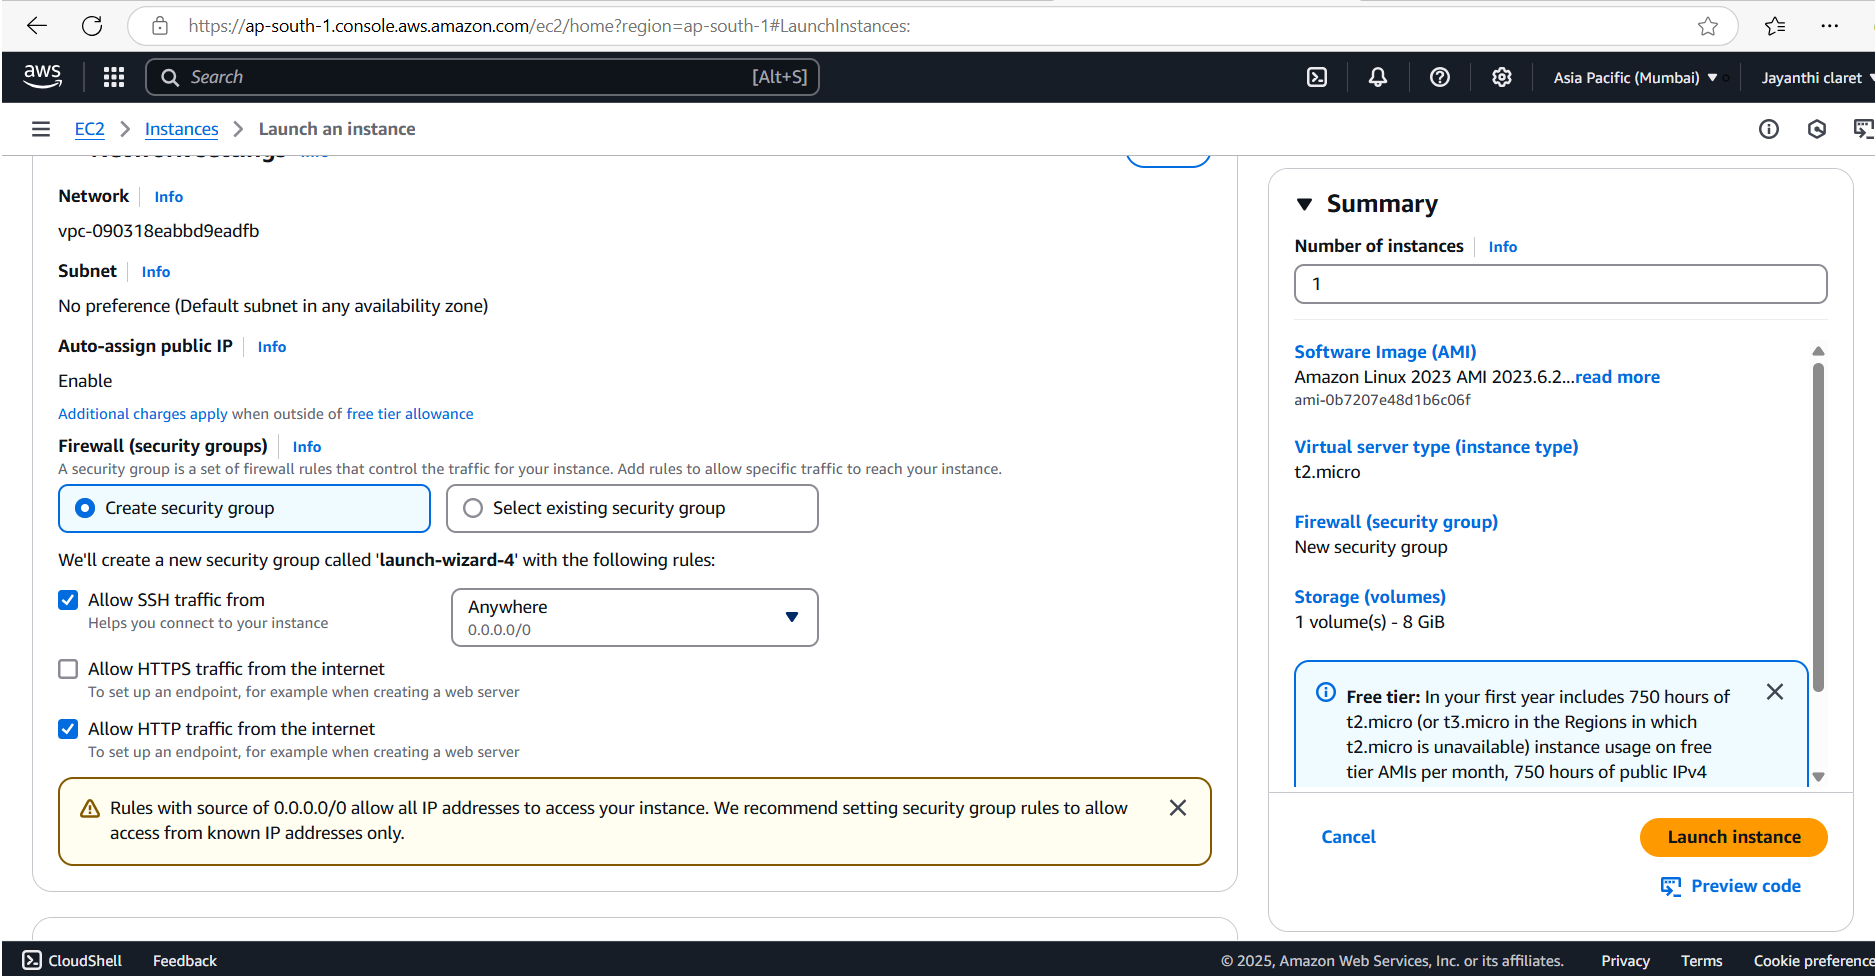 https://ap-south-1.console.aws.amazon.com/ec2/home?region=ap-south-1#LaunchInstances:
aws
Search
[Alt+S]
Asia Pacific (Mumbai)
Jayanthi claret
EC2
Instances
Launch an instance
Network settings Info
Network Info
vpc-090318eabbd9eadfb
Subnet Info
No preference (Default subnet in any availability zone)
Auto-assign public IP Info
Enable
Additional charges apply when outside of free tier allowance
Firewall (security groups) Info
A security group is a set of firewall rules that control the traffic for your instance. Add rules to allow specific traffic to reach your instance.
Create security group
Select existing security group
We'll create a new security group called 'launch-wizard-4' with the following rules:
Allow SSH traffic from
Helps you connect to your instance
Anywhere
0.0.0.0/0
Allow HTTPS traffic from the internet
To set up an endpoint, for example when creating a web server
Allow HTTP traffic from the internet
To set up an endpoint, for example when creating a web server
Rules with source of 0.0.0.0/0 allow all IP addresses to access your instance. We recommend setting security group rules to allow
access from known IP addresses only.
Summary
Number of instances Info
1
Software Image (AMI)
Amazon Linux 2023 AMI 2023.6.2...read more
ami-0b7207e48d1b6c06f
Virtual server type (instance type)
t2.micro
Firewall (security group)
New security group
Storage (volumes)
1 volume(s) - 8 GiB
Free tier: In your first year includes 750 hours of
t2.micro (or t3.micro in the Regions in which
t2.micro is unavailable) instance usage on free
tier AMIs per month, 750 hours of public IPv4
Cancel
Launch instance
Preview code
CloudShell
Feedback
© 2025, Amazon Web Services, Inc. or its affiliates.
Privacy
Terms
Cookie preference